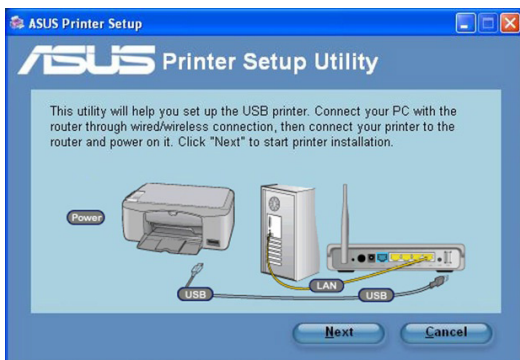 ASUS Printer Setup
ASUS Printer Setup Utility
This utility will help you set up the USB printer. Connect your PC with the
router through wired/wireless connection, then connect your printer to the
router and power on it. Click "Next" to start printer installation.
Power
USB
LAN
USB
Next
Cancel